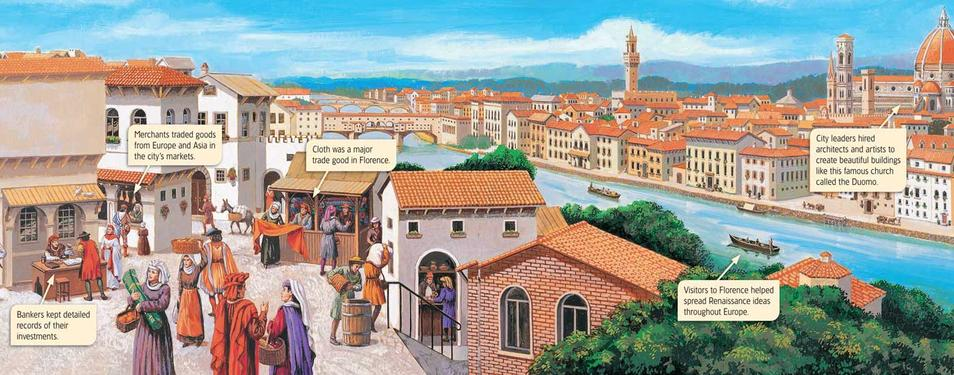 Merchants traded goods
from Europe and Asia in
the city's markets.
Cloth was a major
trade good in Florence.
City leaders hired
architects and artists to
create beautiful buildings
like this famous church
called the Duomo.
Bankers kept detailed
records of their
investments.
Visitors to Florence helped
spread Renaissance ideas
throughout Europe.